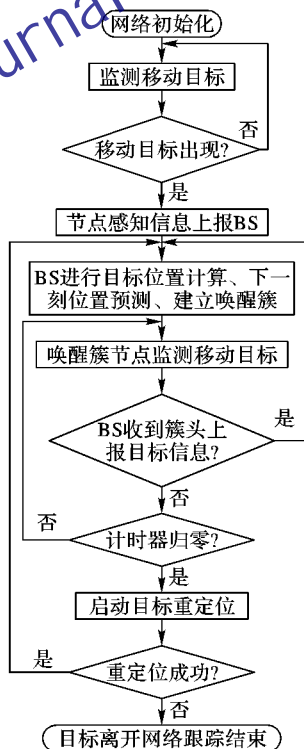 网络初始化
监测移动目标
移动目标出现?
否
是
节点感知信息上报BS
BS进行目标位置计算、下一
刻位置预测、建立唤醒簇
唤醒簇节点监测移动目标
BS收到簇头上
报目标信息?
是
否
计时器归零?
否
是
启动目标重定位
重定位成功?
是
否
目标离开网络跟踪结束